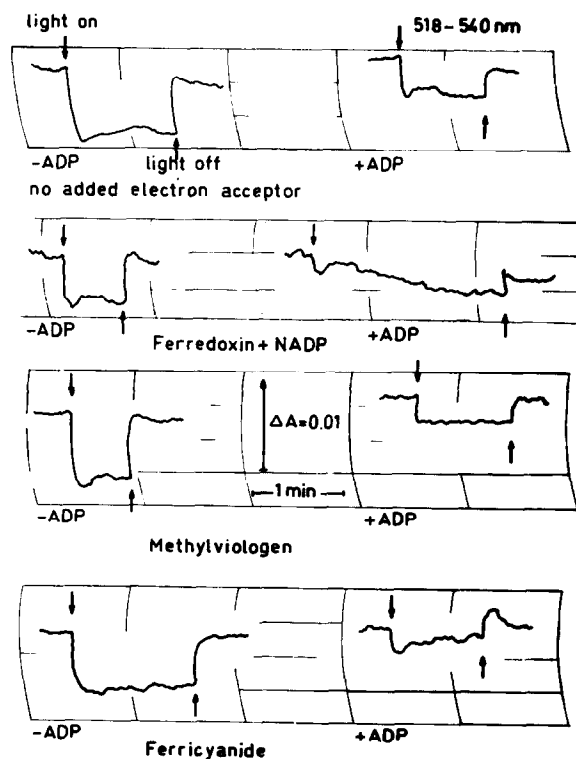 light on
518-540 nm
light off
-ADP
+ADP
no added electron acceptor
-ADP
+ADP
Ferredoxin + NADP
ΔA=0.01
1 min
-ADP
+ADP
Methylviologen
-ADP
+ADP
Ferricyanide